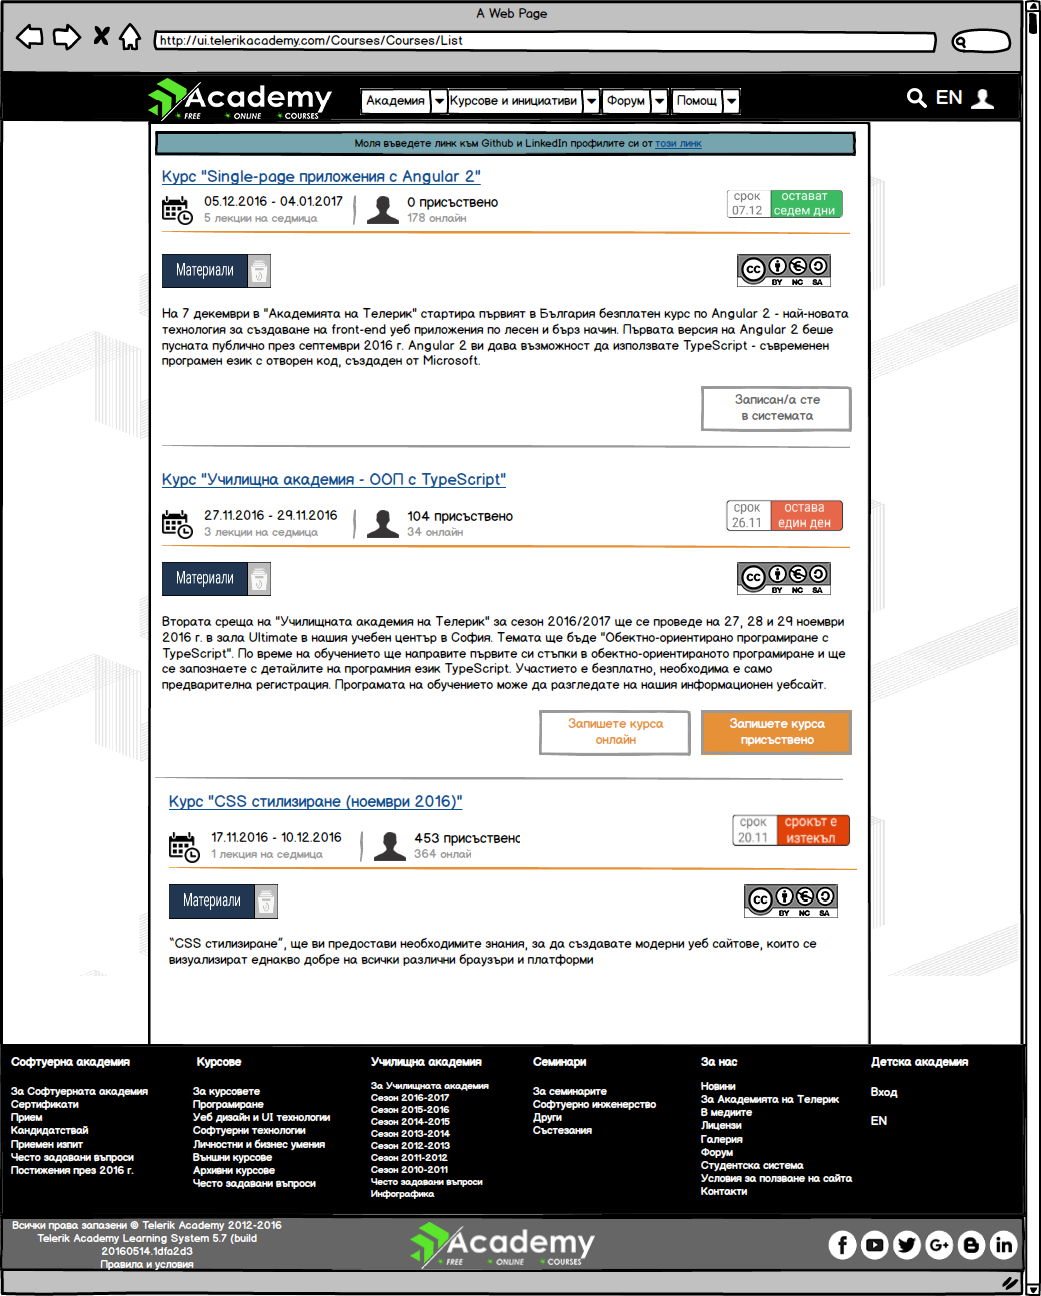 A Web Page
http://ui.telerikacademy.com/Courses/Courses/List
Academy
FREE ONLINE COURSES
Академия Курсове и инициативи Форум Помощ EN
Моля въведете линк към Github и LinkedIn профилите си от този линк
Курс "Single-page приложения с Angular 2"
05.12.2016 - 04.01.2017
5 лекции на седмица
0 присъствено
178 онлайн
срок
07.12
остават
седем дни
Материали
cc BY NC SA
На 7 декември в "Академията на Телерик" стартира първият в България безплатен курс по Angular 2 - най-новата
технология за създаване на front-end уеб приложения по лесен и бърз начин. Първата версия на Angular 2 беше
пусната публично през септември 2016 г. Angular 2 ви дава възможност да използвате TypeScript - съвременен
програмен език с отворен код, създаден от Microsoft.
Записан/а сте
в системата
Курс "Училищна академия - ООП с TypeScript"
27.11.2016 - 29.11.2016
3 лекции на седмица
104 присъствено
34 онлайн
срок
26.11
остава
един ден
Материали
cc BY NC SA
Втората среща на "Училищната академия на Телерик" за сезон 2016/2017 ще се проведе на 27, 28 и 29 ноември
2016 г. в зала Ultimate в нашия учебен център в София. Темата ще бъде "Обектно-ориентирано програмиране с
TypeScript". По време на обучението ще направите първите си стъпки в обектно-ориентираното програмиране и ще
се запознаете с детайлите на програмния език TypeScript. Участието е безплатно, необходима е само
предварителна регистрация. Програмата на обучението може да разгледате на нашия информационен уебсайт.
Запишете курса
онлайн
Запишете курса
присъствено
Курс "CSS стилизиране (ноември 2016)"
17.11.2016 - 10.12.2016
1 лекция на седмица
453 присъственс
364 онлай
срок
20.11
срокът е
изтекъл
Материали
cc BY NC SA
"CSS стилизиране", ще ви предостави необходимите знания, за да създавате модерни уеб сайтове, които се
визуализират еднакво добре на всички различни браузъри и платформи
Софтуерна академия
За Софтуерната академия
Сертификати
Прием
Кандидатствай
Приемен изпит
Често задавани въпроси
Постижения през 2016 г.
Курсове
За курсовете
Програмиране
Уеб дизайн и UI технологии
Софтуерни технологии
Личностни и бизнес умения
Външни курсове
Архивни курсове
Често задавани въпроси
Училищна академия
За Училищната академия
Сезон 2016-2017
Сезон 2015-2016
Сезон 2014-2015
Сезон 2013-2014
Сезон 2012-2013
Сезон 2011-2012
Сезон 2010-2011
Често задавани въпроси
Инфографика
Семинари
За семинарите
Софтуерно инженерство
Други
Състезания
За нас
Новини
За Академията на Телерик
В медиите
Лицензи
Галерия
Форум
Студентска система
Условия за ползване на сайта
Контакти
Детска академия
Вход
EN
Всички права запазени © Telerik Academy 2012-2016
Telerik Academy Learning System 5.7 (build
20160514.1dfa2d3
Правила и условия
Academy
FREE ONLINE COURSES